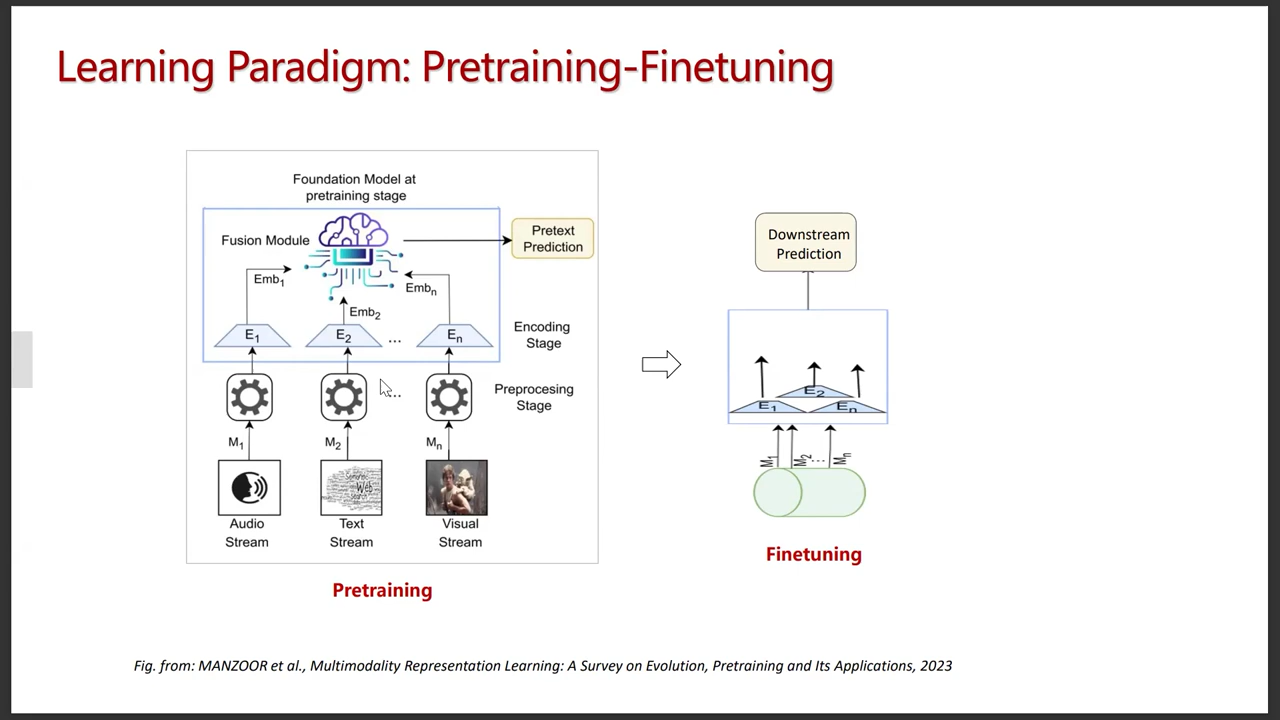 Learning Paradigm: Pretraining-Finetuning
Foundation Model at
pretraining stage
Fusion Module
Pretext
Prediction
Emb1
Emb2
Embn
E1
E2
...
En
Encoding
Stage
...
Preprocesing
Stage
M1
M2
Mn
Semantic
Web
search
Audio
Stream
Text
Stream
Visual
Stream
Pretraining
Downstream
Prediction
E1
E2
En
M1
M2
...
Mn
Finetuning
Fig. from: MANZOOR et al., Multimodality Representation Learning: A Survey on Evolution, Pretraining and Its Applications, 2023